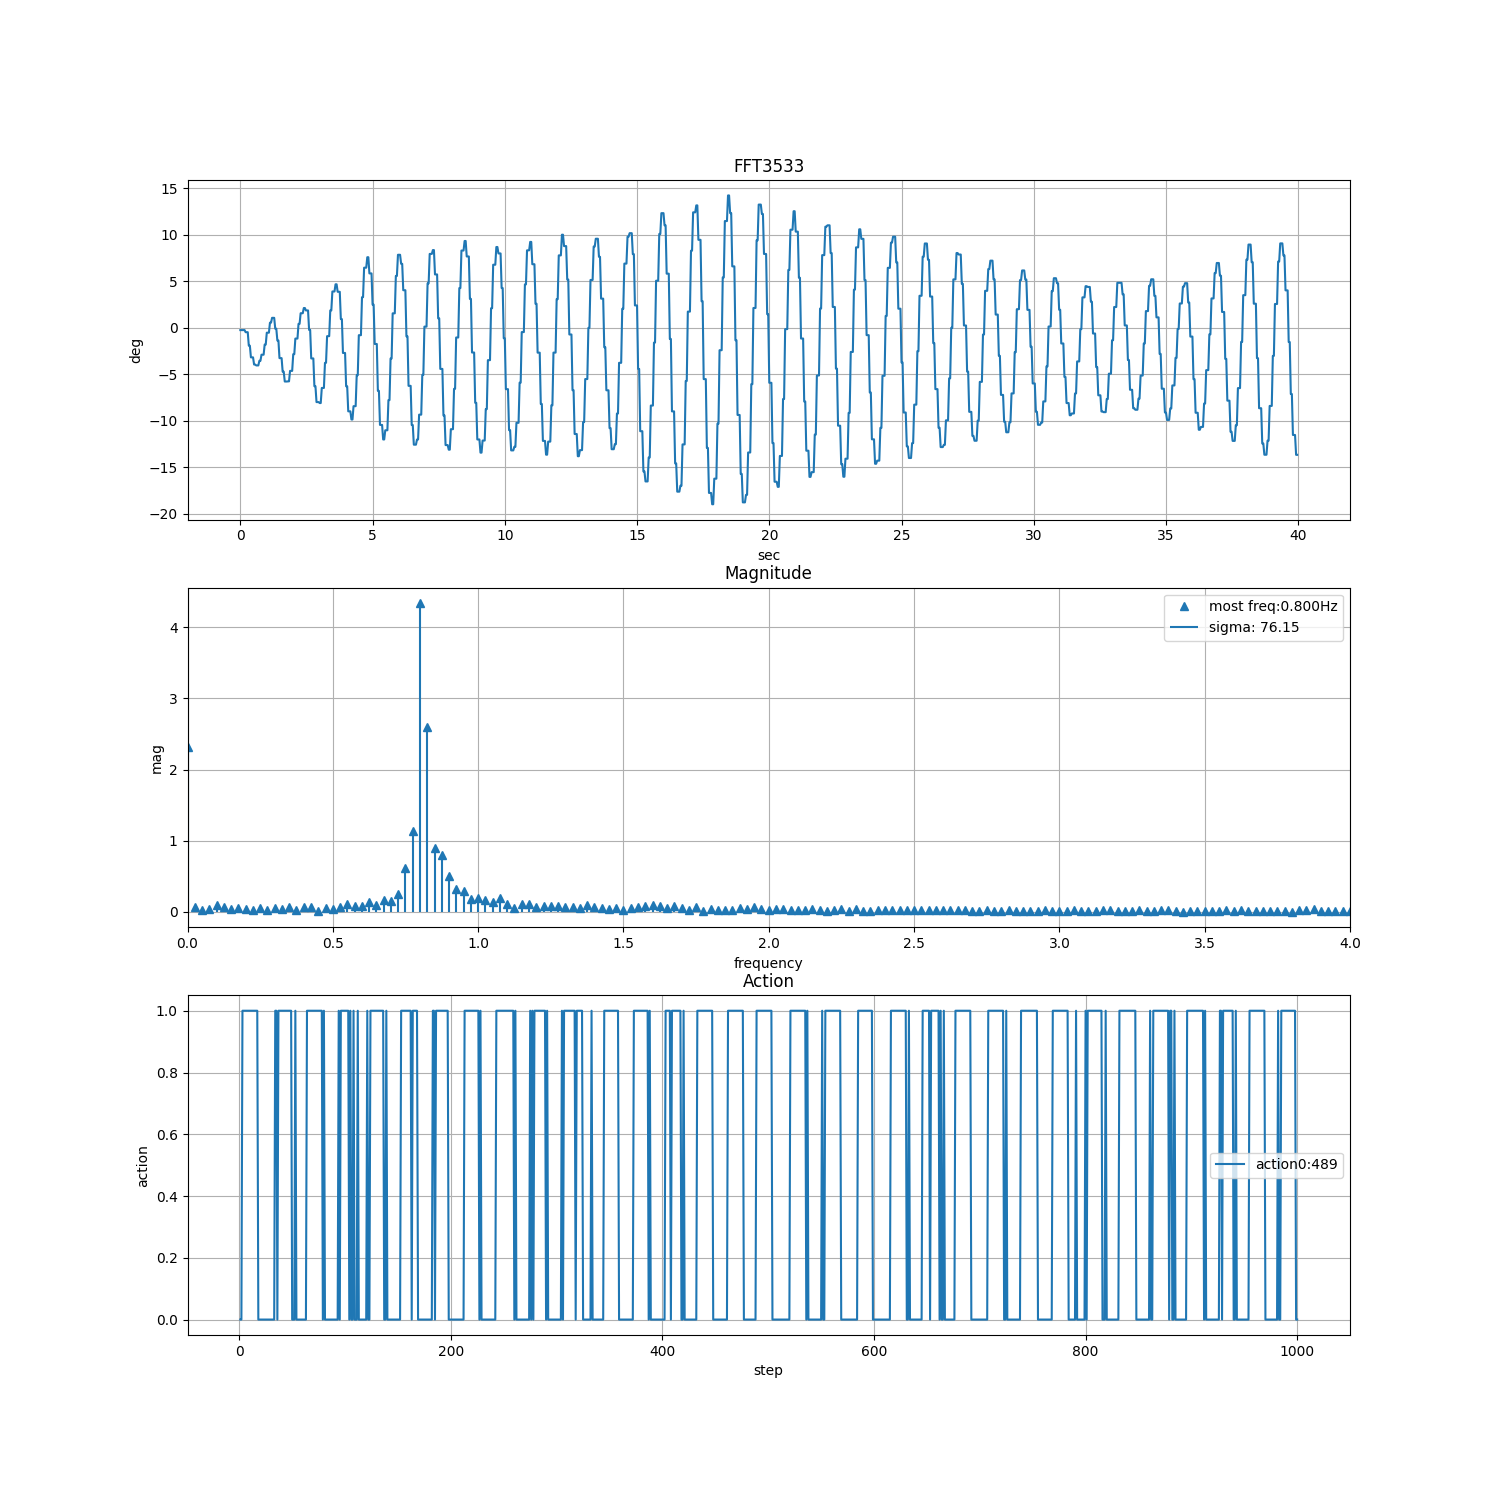 FFT3533
15
10
5
0
−5
−10
−15
−20
deg
0 5 10 15 20 25 30 35 40
sec
Magnitude
4
3
2
1
0
mag
most freq:0.800Hz
sigma: 76.15
0.0 0.5 1.0 1.5 2.0 2.5 3.0 3.5 4.0
frequency
Action
1.0
0.8
0.6
0.4
0.2
0.0
action
action0:489
0 200 400 600 800 1000
step